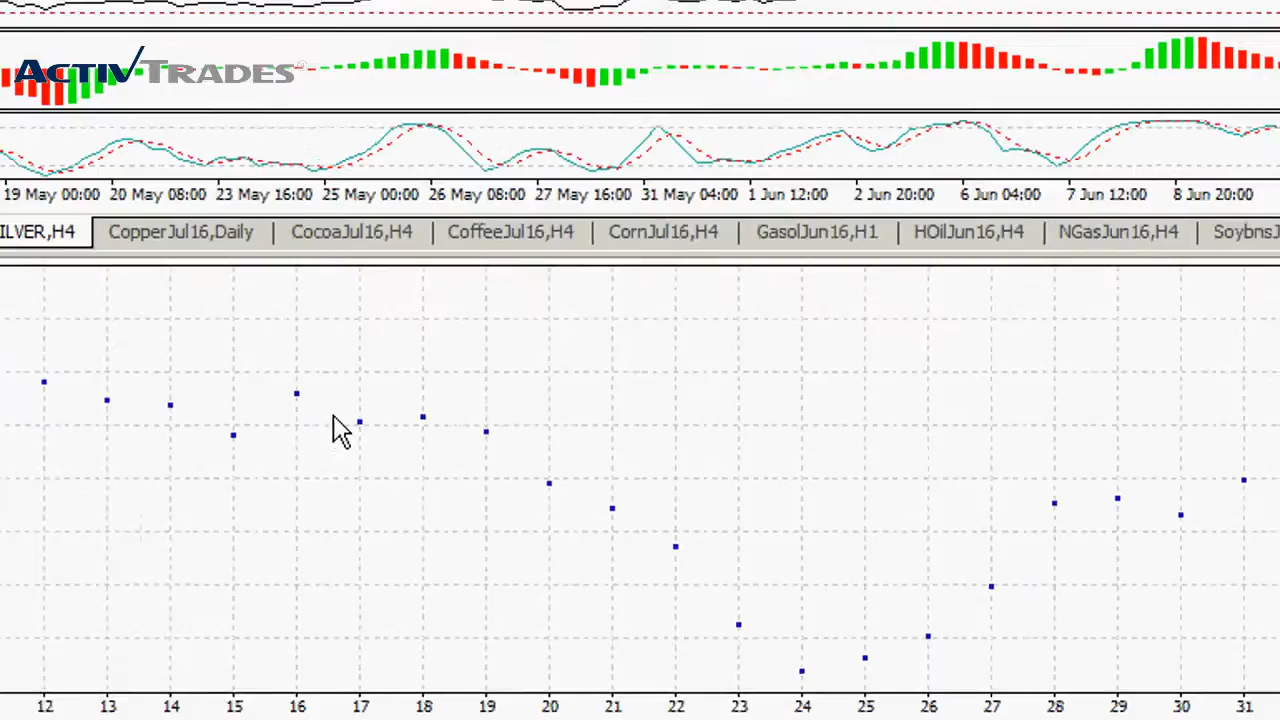 ACTIVTRADES
19 May 00:00 20 May 08:00 23 May 16:00 25 May 00:00 26 May 08:00 27 May 16:00 31 May 04:00 1 Jun 12:00 2 Jun 20:00 6 Jun 04:00 7 Jun 12:00 8 Jun 20:00
ILVER,H4 CopperJul16,Daily CocoaJul16,H4 CoffeeJul16,H4 CornJul16,H4 GasolJun16,H1 HOilJun16,H4 NGasJun16,H4 SoybnsJ
12 13 14 15 16 17 18 19 20 21 22 23 24 25 26 27 28 29 30 31